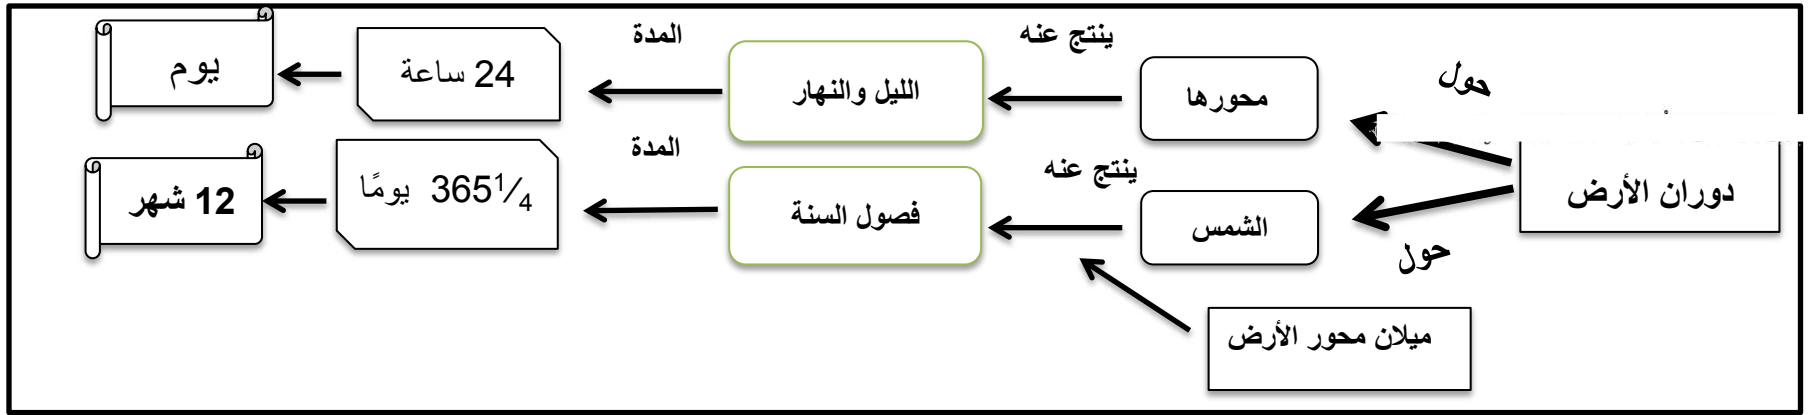 دوران الأرض
حول
محورها
ينتج عنه
الليل والنهار
المدة
24 ساعة
يوم
حول
الشمس
ينتج عنه
فصول السنة
المدة
365¼ يومًا
12 شهر
ميلان محور الأرض